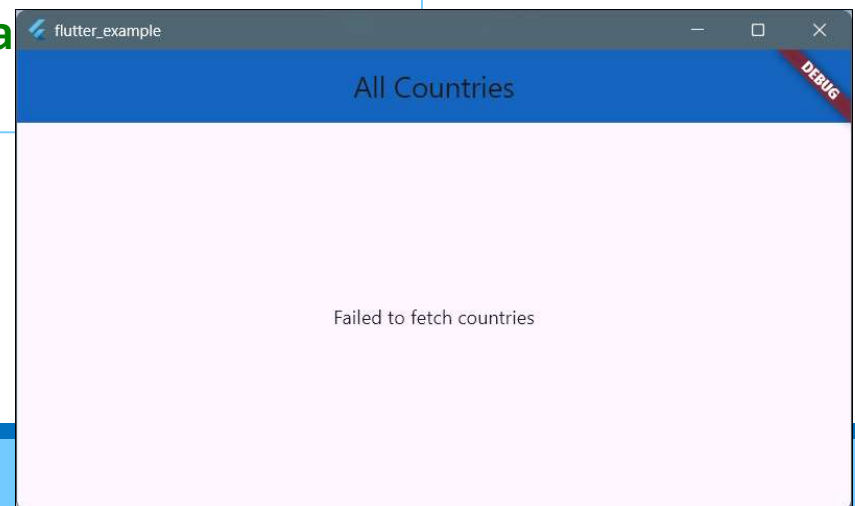 a
flutter_example
All Countries
DEBUG
Failed to fetch countries